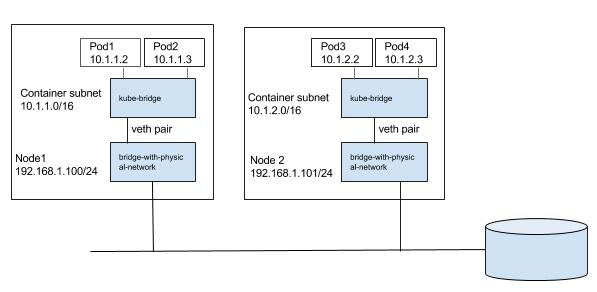 Pod1
10.1.1.2
Pod2
10.1.1.3
Container subnet
10.1.1.0/16
kube-bridge
veth pair
Node1
192.168.1.100/24
bridge-with-physic
al-network
Pod3
10.1.2.2
Pod4
10.1.2.3
Container subnet
10.1.2.0/16
kube-bridge
veth pair
Node 2
192.168.1.101/24
bridge-with-physic
al-network